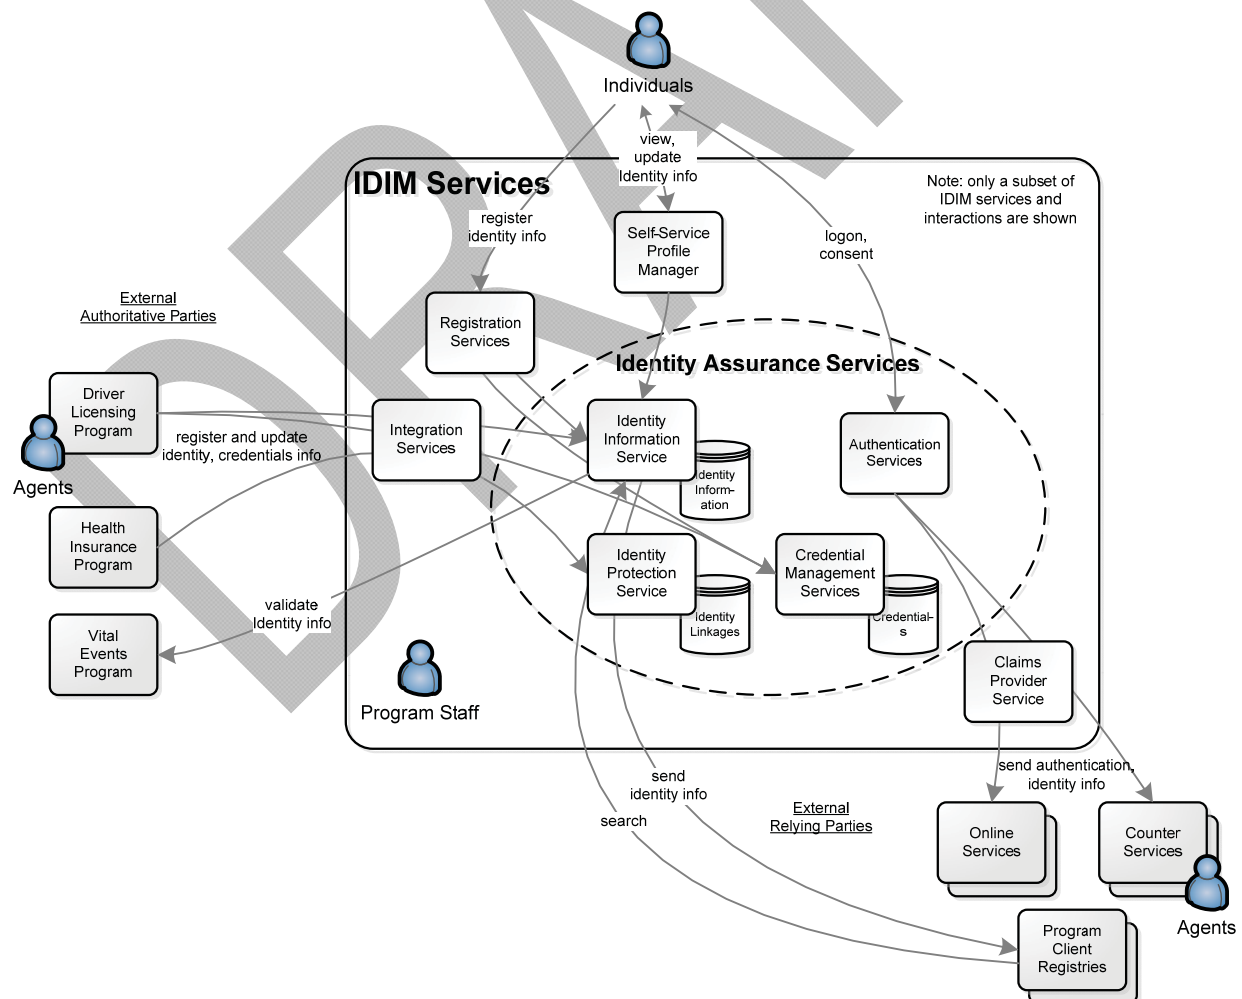 DRA
Individuals
view,
update
Identity info
IDIM Services
Note: only a subset of
IDIM services and
interactions are shown
register
identity info
Self-Service
Profile
Manager
logon,
consent
External
Authoritative Parties
Registration
Services
Identity Assurance Services
Driver
Licensing
Program
Agents
register and update
identity, credentials info
Integration
Services
Identity
Information
Service
Identity
Inform-
ation
Authentication
Services
Health
Insurance
Program
Identity
Protection
Service
Identity
Linkages
Credential
Management
Services
Credential-
s
validate
Identity info
Vital
Events
Program
Program Staff
Claims
Provider
Service
send authentication,
identity info
send
identity info
search
External
Relying Parties
Online
Services
Counter
Services
Agents
Program
Client
Registries